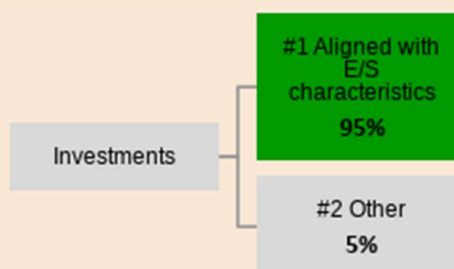 #1 Aligned with
E/S
characteristics
95%
Investments
#2 Other
5%